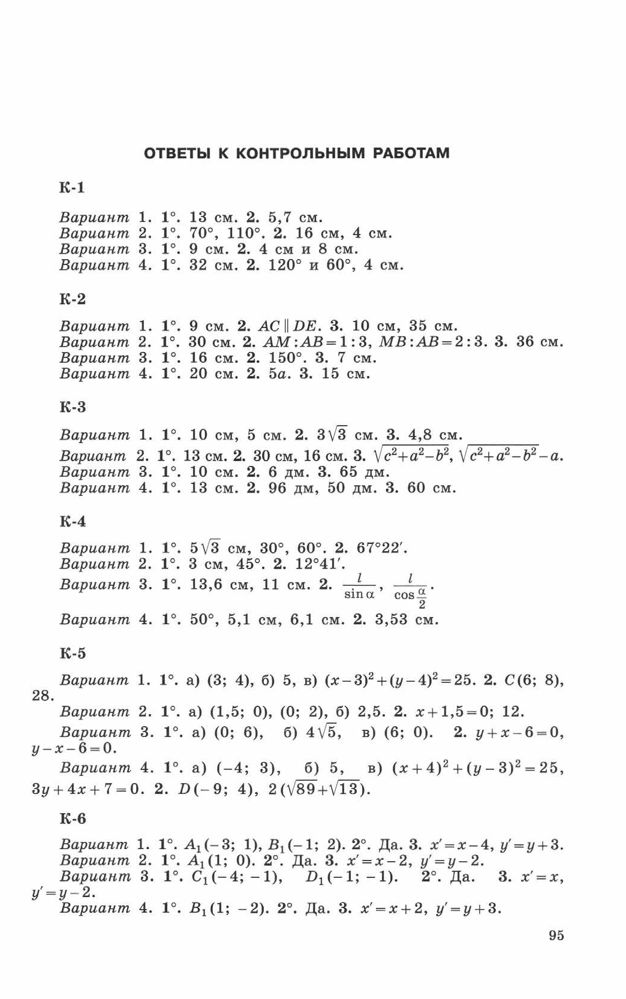 ОТВЕТЫ К КОНТРОЛЬНЫМ РАБОТАМ
К-1
Вариант 1. 1°. 13 см. 2. 5,7 см.
Вариант 2. 1°. 70°, 110°. 2. 16 см, 4 см.
Вариант 3. 1°. 9 см. 2. 4 см и 8 см.
Вариант 4. 1°. 32 см. 2. 120° и 60°, 4 см.
К-2
Вариант 1. 1°. 9 см. 2. AC ∥ DE. 3. 10 см, 35 см.
Вариант 2. 1°. 30 см. 2. AM : AB = 1 : 3, MB : AB = 2 : 3. 3. 36 см.
Вариант 3. 1°. 16 см. 2. 150°. 3. 7 см.
Вариант 4. 1°. 20 см. 2. 5a. 3. 15 см.
К-3
Вариант 1. 1°. 10 см, 5 см. 2. 3√3 см. 3. 4,8 см.
Вариант 2. 1°. 13 см. 2. 30 см, 16 см. 3. √(c²+a²−b²), √(c²+a²−b²) − a.
Вариант 3. 1°. 10 см. 2. 6 дм. 3. 65 дм.
Вариант 4. 1°. 13 см. 2. 96 дм, 50 дм. 3. 60 см.
К-4
Вариант 1. 1°. 5√3 см, 30°, 60°. 2. 67°22′.
Вариант 2. 1°. 3 см, 45°. 2. 12°41′.
Вариант 3. 1°. 13,6 см, 11 см. 2. l/sin α, l/cos(α/2).
Вариант 4. 1°. 50°, 5,1 см, 6,1 см. 2. 3,53 см.
К-5
Вариант 1. 1°. а) (3; 4), б) 5, в) (x − 3)² + (y − 4)² = 25. 2. C(6; 8),
28.
Вариант 2. 1°. а) (1,5; 0), (0; 2), б) 2,5. 2. x + 1,5 = 0; 12.
Вариант 3. 1°. а) (0; 6), б) 4√5, в) (6; 0). 2. y + x − 6 = 0,
y − x − 6 = 0.
Вариант 4. 1°. а) (−4; 3), б) 5, в) (x + 4)² + (y − 3)² = 25,
3y + 4x + 7 = 0. 2. D(−9; 4), 2(√89 + √13).
К-6
Вариант 1. 1°. A₁(−3; 1), B₁(−1; 2). 2°. Да. 3. x′ = x − 4, y′ = y + 3.
Вариант 2. 1°. A₁(1; 0). 2°. Да. 3. x′ = x − 2, y′ = y − 2.
Вариант 3. 1°. C₁(−4; −1), D₁(−1; −1). 2°. Да. 3. x′ = x,
y′ = y − 2.
Вариант 4. 1°. B₁(1; −2). 2°. Да. 3. x′ = x + 2, y′ = y + 3.
95